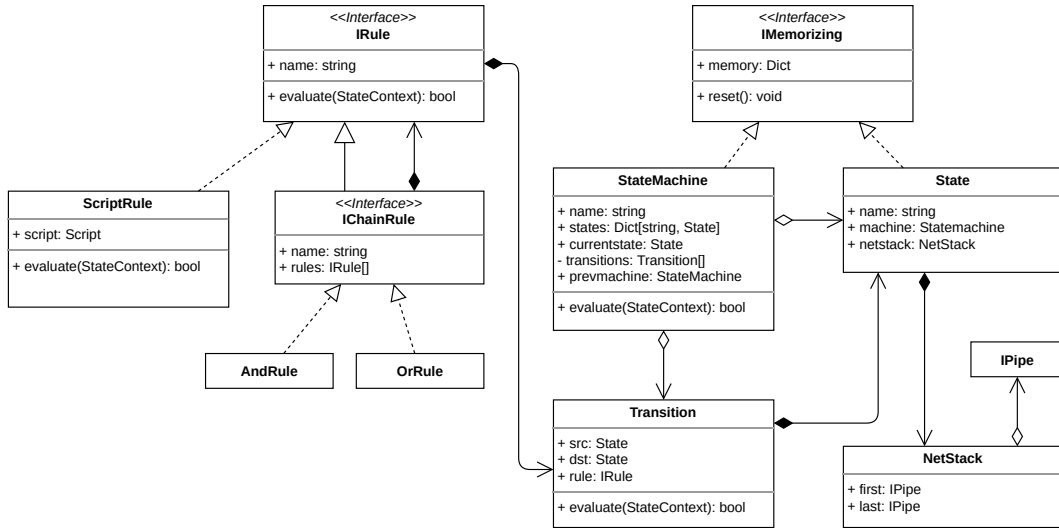 <<Interface>>
IRule
+ name: string
+ evaluate(StateContext): bool
<<Interface>>
IMemorizing
+ memory: Dict
+ reset(): void
ScriptRule
+ script: Script
+ evaluate(StateContext): bool
<<Interface>>
IChainRule
+ name: string
+ rules: IRule[]
StateMachine
+ name: string
+ states: Dict[string, State]
+ currentstate: State
- transitions: Transition[]
+ prevmachine: StateMachine
+ evaluate(StateContext): bool
State
+ name: string
+ machine: Statemachine
+ netstack: NetStack
AndRule
OrRule
IPipe
Transition
+ src: State
+ dst: State
+ rule: IRule
+ evaluate(StateContext): bool
NetStack
+ first: IPipe
+ last: IPipe